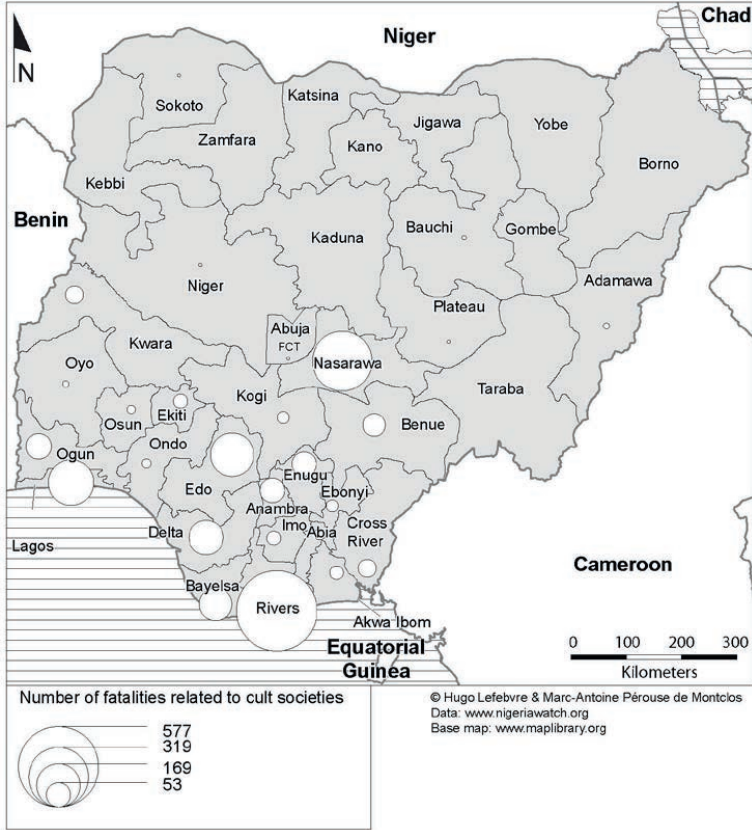 Chad
Niger
N
Sokoto
Katsina
Zamfara
Jigawa
Yobe
Kano
Borno
Kebbi
Benin
Kaduna
Bauchi
Gombe
Niger
Adamawa
Plateau
Abuja
FCT
Kwara
Nasarawa
Oyo
Taraba
Kogi
Ekiti
Osun
Benue
Ondo
Ogun
Enugu
Edo
Ebonyi
Anambra
Imo
Abia
Cross
River
Delta
Lagos
Cameroon
Bayelsa
Rivers
Akwa Ibom
Equatorial
Guinea
0 100 200 300
Kilometers
Number of fatalities related to cult societies
577
319
169
53
© Hugo Lefebvre & Marc-Antoine Pérouse de Montclos
Data: www.nigeriawatch.org
Base map: www.maplibrary.org